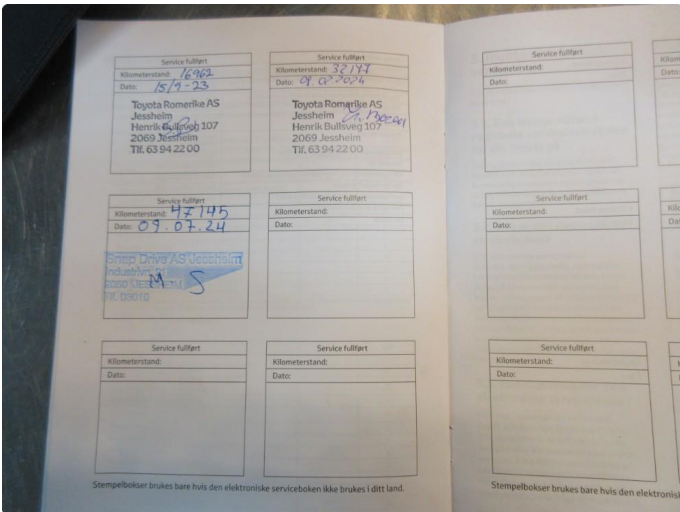 Service fullført
Kilometerstand: 16962
Dato: 15/9-23
Toyota Romerike AS
Jessheim
Henrik Bullsveg 107
2069 Jessheim
Tlf. 63 94 22 00
Service fullført
Kilometerstand: 32177
Dato: 09.02.2024
Toyota Romerike AS
Jessheim
Henrik Bullsveg 107
2069 Jessheim
Tlf. 63 94 22 00
Service fullført
Kilometerstand: 47145
Dato: 09.07.24
Snap Drive AS Jessheim
Industrivn.
JESSHEIM
Tlf. 03010
M S
Service fullført
Kilometerstand:
Dato:
Service fullført
Kilometerstand:
Dato:
Service fullført
Kilometerstand:
Dato:
Stempelbokser brukes bare hvis den elektroniske serviceboken ikke brukes i ditt land.
Service fullført
Kilometerstand:
Dato:
Service fullført
Kilometerstand:
Dato:
Service fullført
Kilometerstand:
Dato:
Stempelbokser brukes bare hvis den